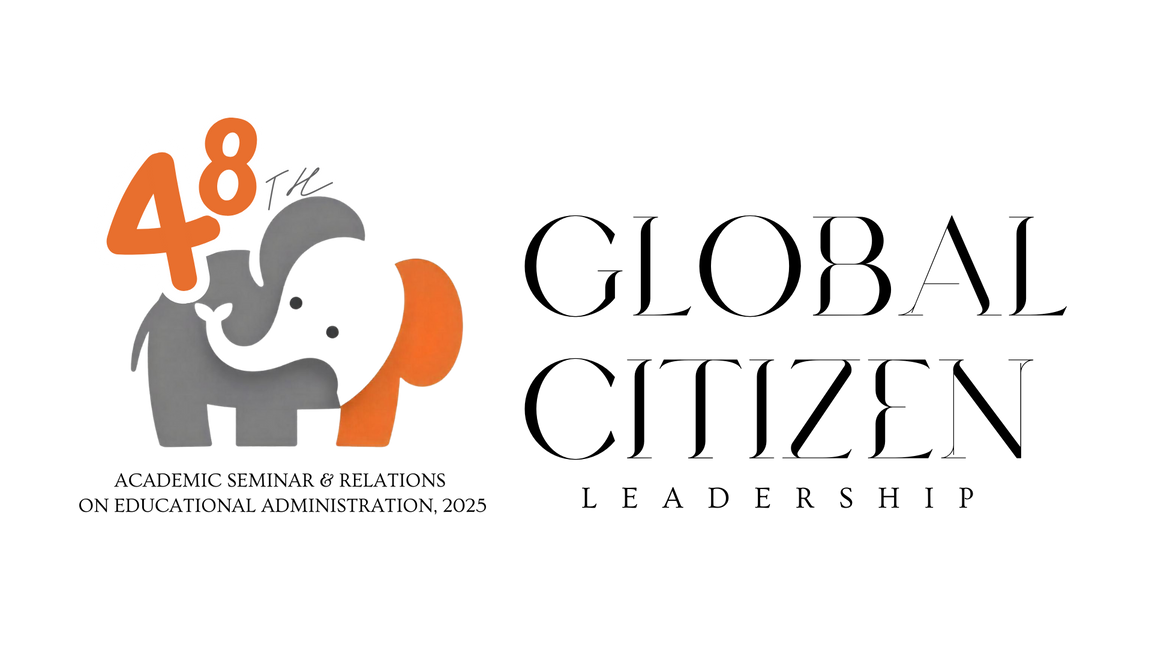 48TH
ACADEMIC SEMINAR & RELATIONS
ON EDUCATIONAL ADMINISTRATION, 2025
GLOBAL
CITIZEN
LEADERSHIP